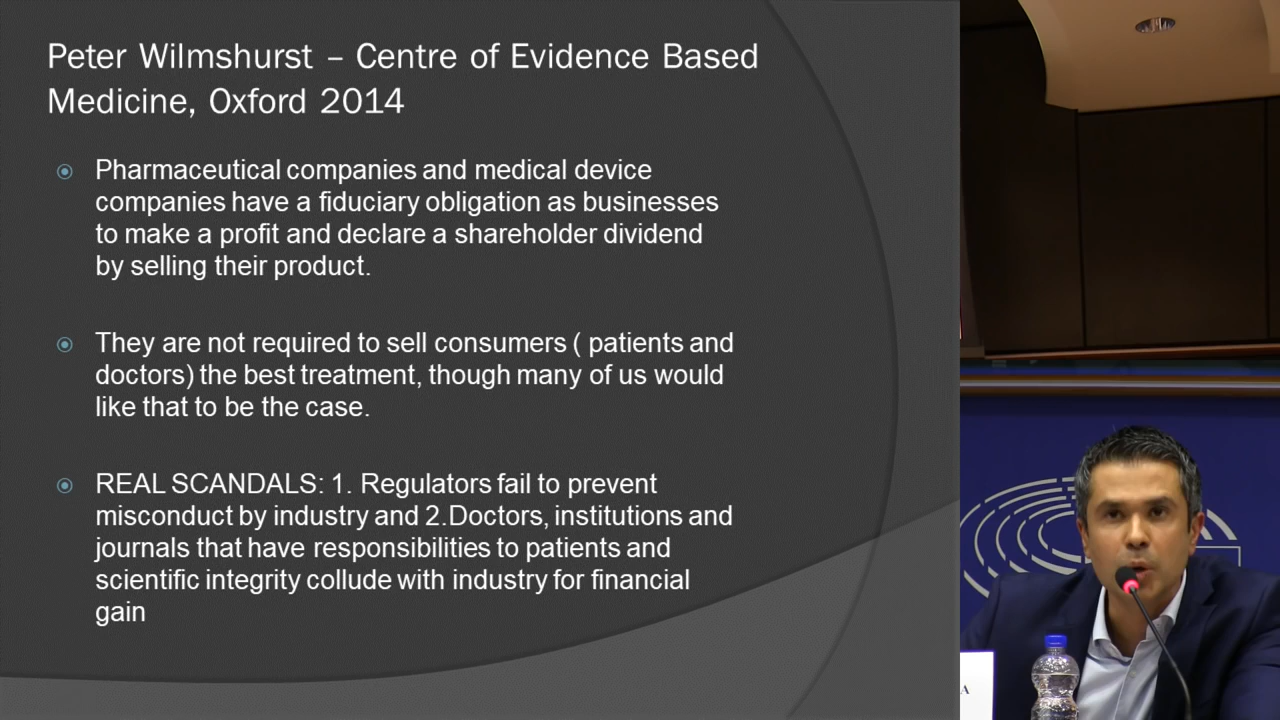 Peter Wilmshurst – Centre of Evidence Based
Medicine, Oxford 2014
Pharmaceutical companies and medical device
companies have a fiduciary obligation as businesses
to make a profit and declare a shareholder dividend
by selling their product.
They are not required to sell consumers ( patients and
doctors) the best treatment, though many of us would
like that to be the case.
REAL SCANDALS: 1. Regulators fail to prevent
misconduct by industry and 2.Doctors, institutions and
journals that have responsibilities to patients and
scientific integrity collude with industry for financial
gain
A